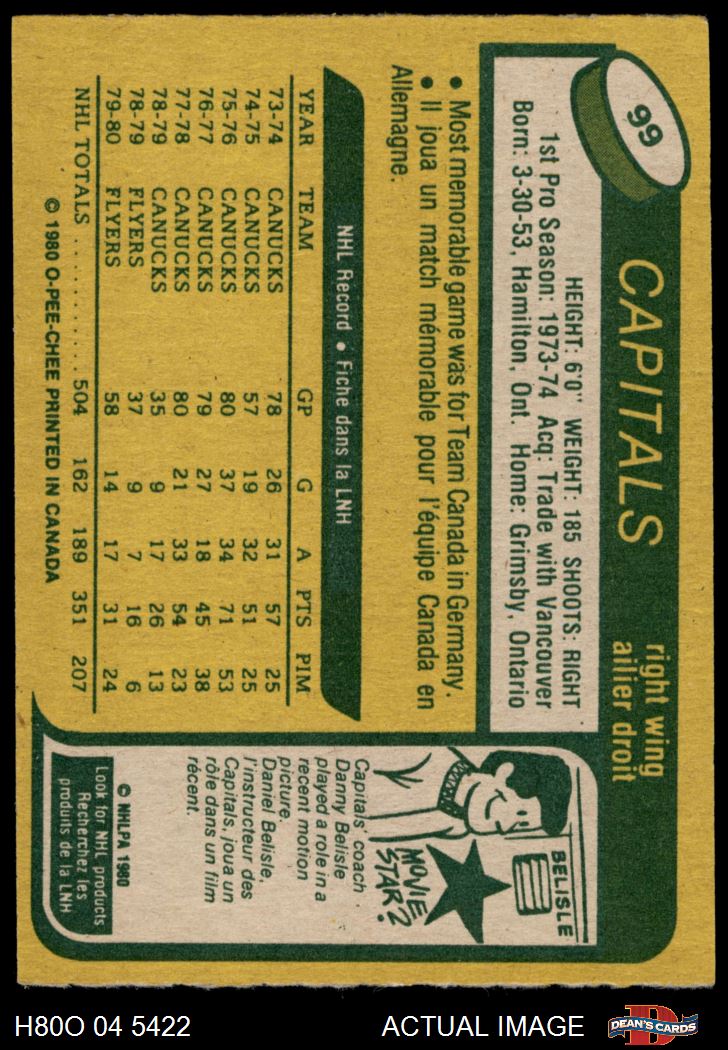 99
CAPITALS
right wing
ailier droit
HEIGHT: 6'0" WEIGHT: 185 SHOOTS: RIGHT
1st Pro Season: 1973-74 Acq: Trade with Vancouver
Born: 3-30-53, Hamilton, Ont. Home: Grimsby, Ontario
• Most memorable game was for Team Canada in Germany.
• Il joua un match mémorable pour l'équipe Canada en
Allemagne.
NHL Record • Fiche dans la LNH
YEAR TEAM GP G A PTS PIM
73-74 CANUCKS 78 26 31 57 25
74-75 CANUCKS 57 19 32 51 25
75-76 CANUCKS 80 37 34 71 53
76-77 CANUCKS 79 27 18 45 38
77-78 CANUCKS 80 21 33 54 23
78-79 CANUCKS 35 9 17 26 13
78-79 FLYERS 37 9 7 16 6
79-80 FLYERS 58 14 17 31 24
NHL TOTALS .......... 504 162 189 351 207
© 1980 O-PEE-CHEE PRINTED IN CANADA
BELISLE
MOVIE
STAR?
Capitals' coach
Danny Belisle
played a role in a
recent motion
picture.
Daniel Belisle,
l'instructeur des
Capitals, joua un
rôle dans un film
récent.
© NHLPA 1980
Look for NHL products
Recherchez les
produits de la LNH
H80O 04 5422
ACTUAL IMAGE
DEAN'S CARDS